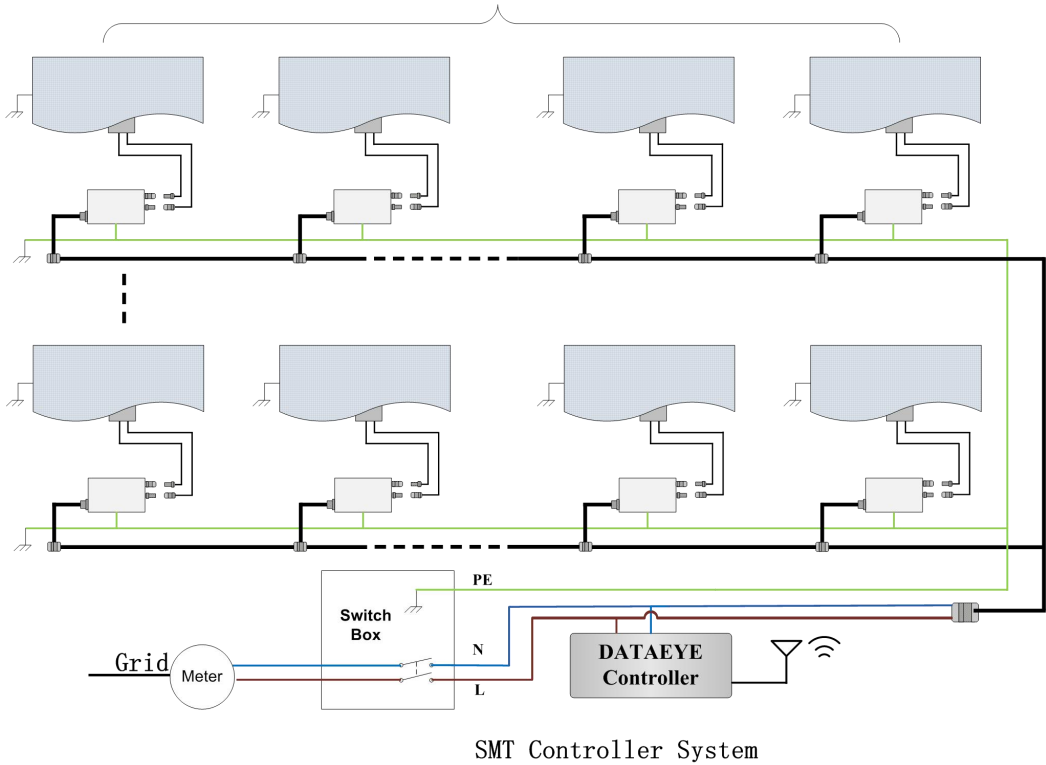 PE
Switch
Box
N
Grid
Meter
L
DATAEYE
Controller
SMT Controller System